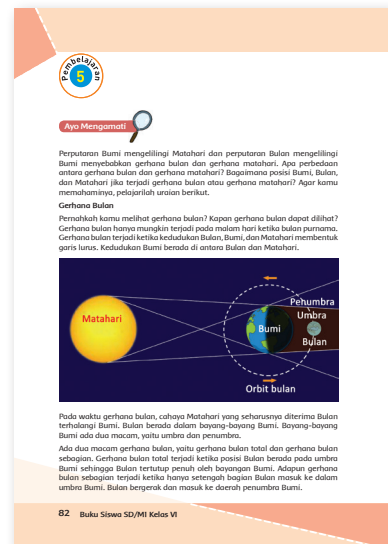 Pembelajaran
5
Ayo Mengamati
Perputaran Bumi mengelilingi Matahari dan perputaran Bulan mengelilingi
Bumi menyebabkan gerhana bulan dan gerhana matahari. Apa perbedaan
antara gerhana bulan dan gerhana matahari? Bagaimana posisi Bumi, Bulan,
dan Matahari jika terjadi gerhana bulan atau gerhana matahari? Agar kamu
memahaminya, pelajarilah uraian berikut.
Gerhana Bulan
Pernahkah kamu melihat gerhana bulan? Kapan gerhana bulan dapat dilihat?
Gerhana bulan hanya mungkin terjadi pada malam hari ketika bulan purnama.
Gerhana bulan terjadi ketika kedudukan Bulan, Bumi, dan Matahari membentuk
garis lurus. Kedudukan Bumi berada di antara Bulan dan Matahari.
Matahari
Penumbra
Umbra
Bumi
Bulan
Orbit bulan
Pada waktu gerhana bulan, cahaya Matahari yang seharusnya diterima Bulan
terhalangi Bumi. Bulan berada dalam bayang-bayang Bumi. Bayang-bayang
Bumi ada dua macam, yaitu umbra dan penumbra.
Ada dua macam gerhana bulan, yaitu gerhana bulan total dan gerhana bulan
sebagian. Gerhana bulan total terjadi ketika posisi Bulan berada pada umbra
Bumi sehingga Bulan tertutup penuh oleh bayangan Bumi. Adapun gerhana
bulan sebagian terjadi ketika hanya setengah bagian Bulan masuk ke dalam
umbra Bumi. Bulan bergerak dan masuk ke daerah penumbra Bumi.
82 Buku Siswa SD/MI Kelas VI